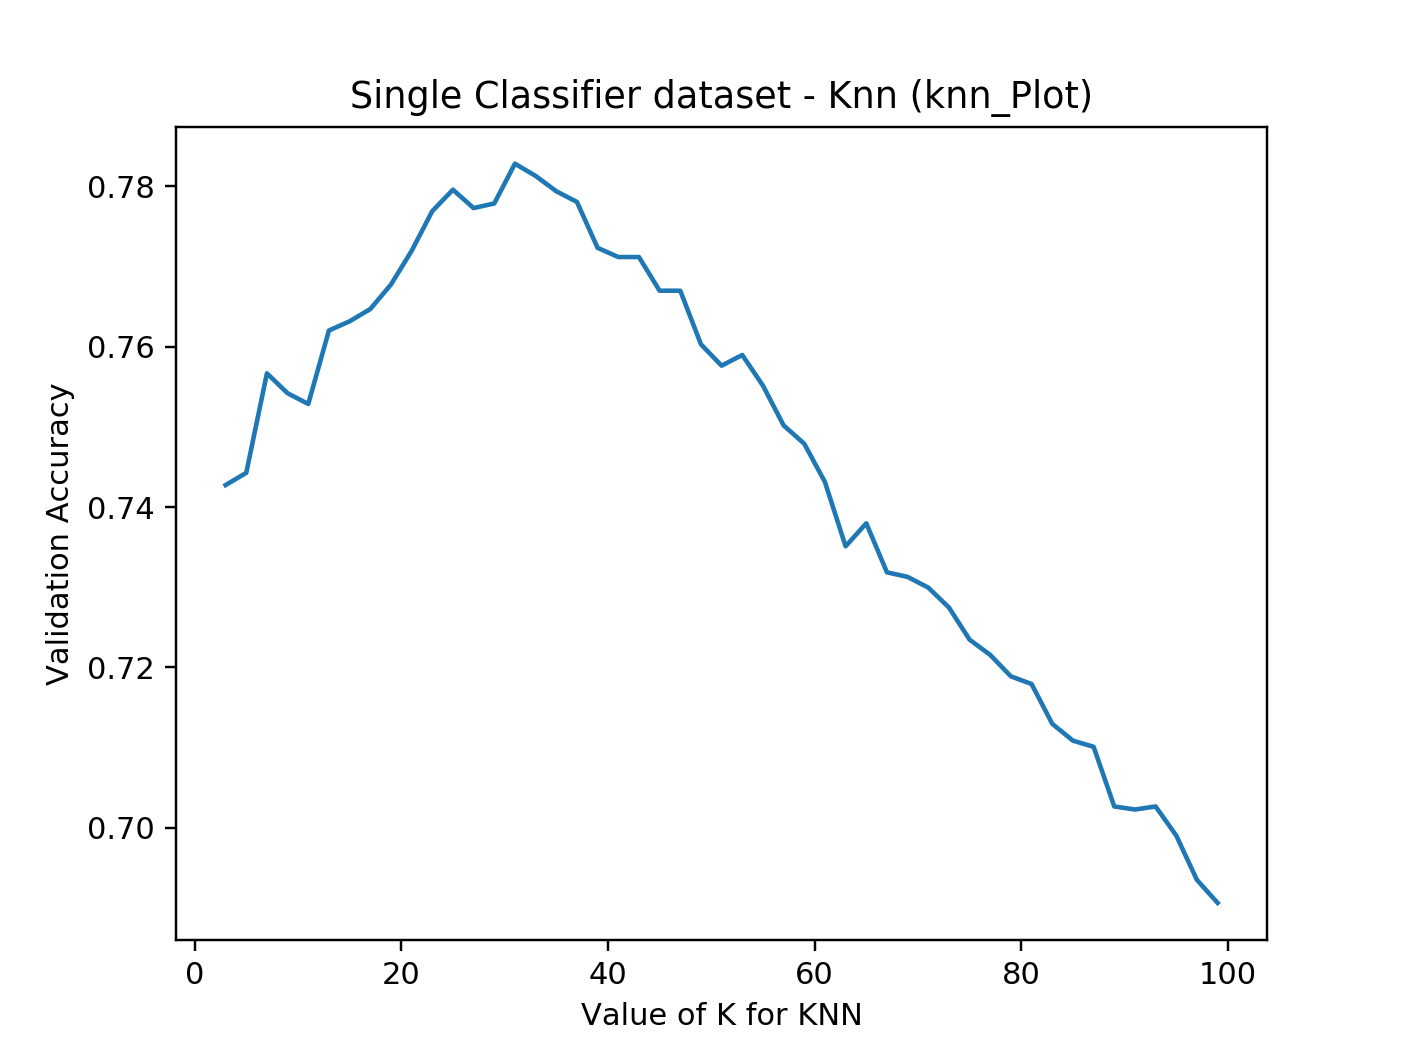 Single Classifier dataset - Knn (knn_Plot)
Validation Accuracy
0.78
0.76
0.74
0.72
0.70
0 20 40 60 80 100
Value of K for KNN